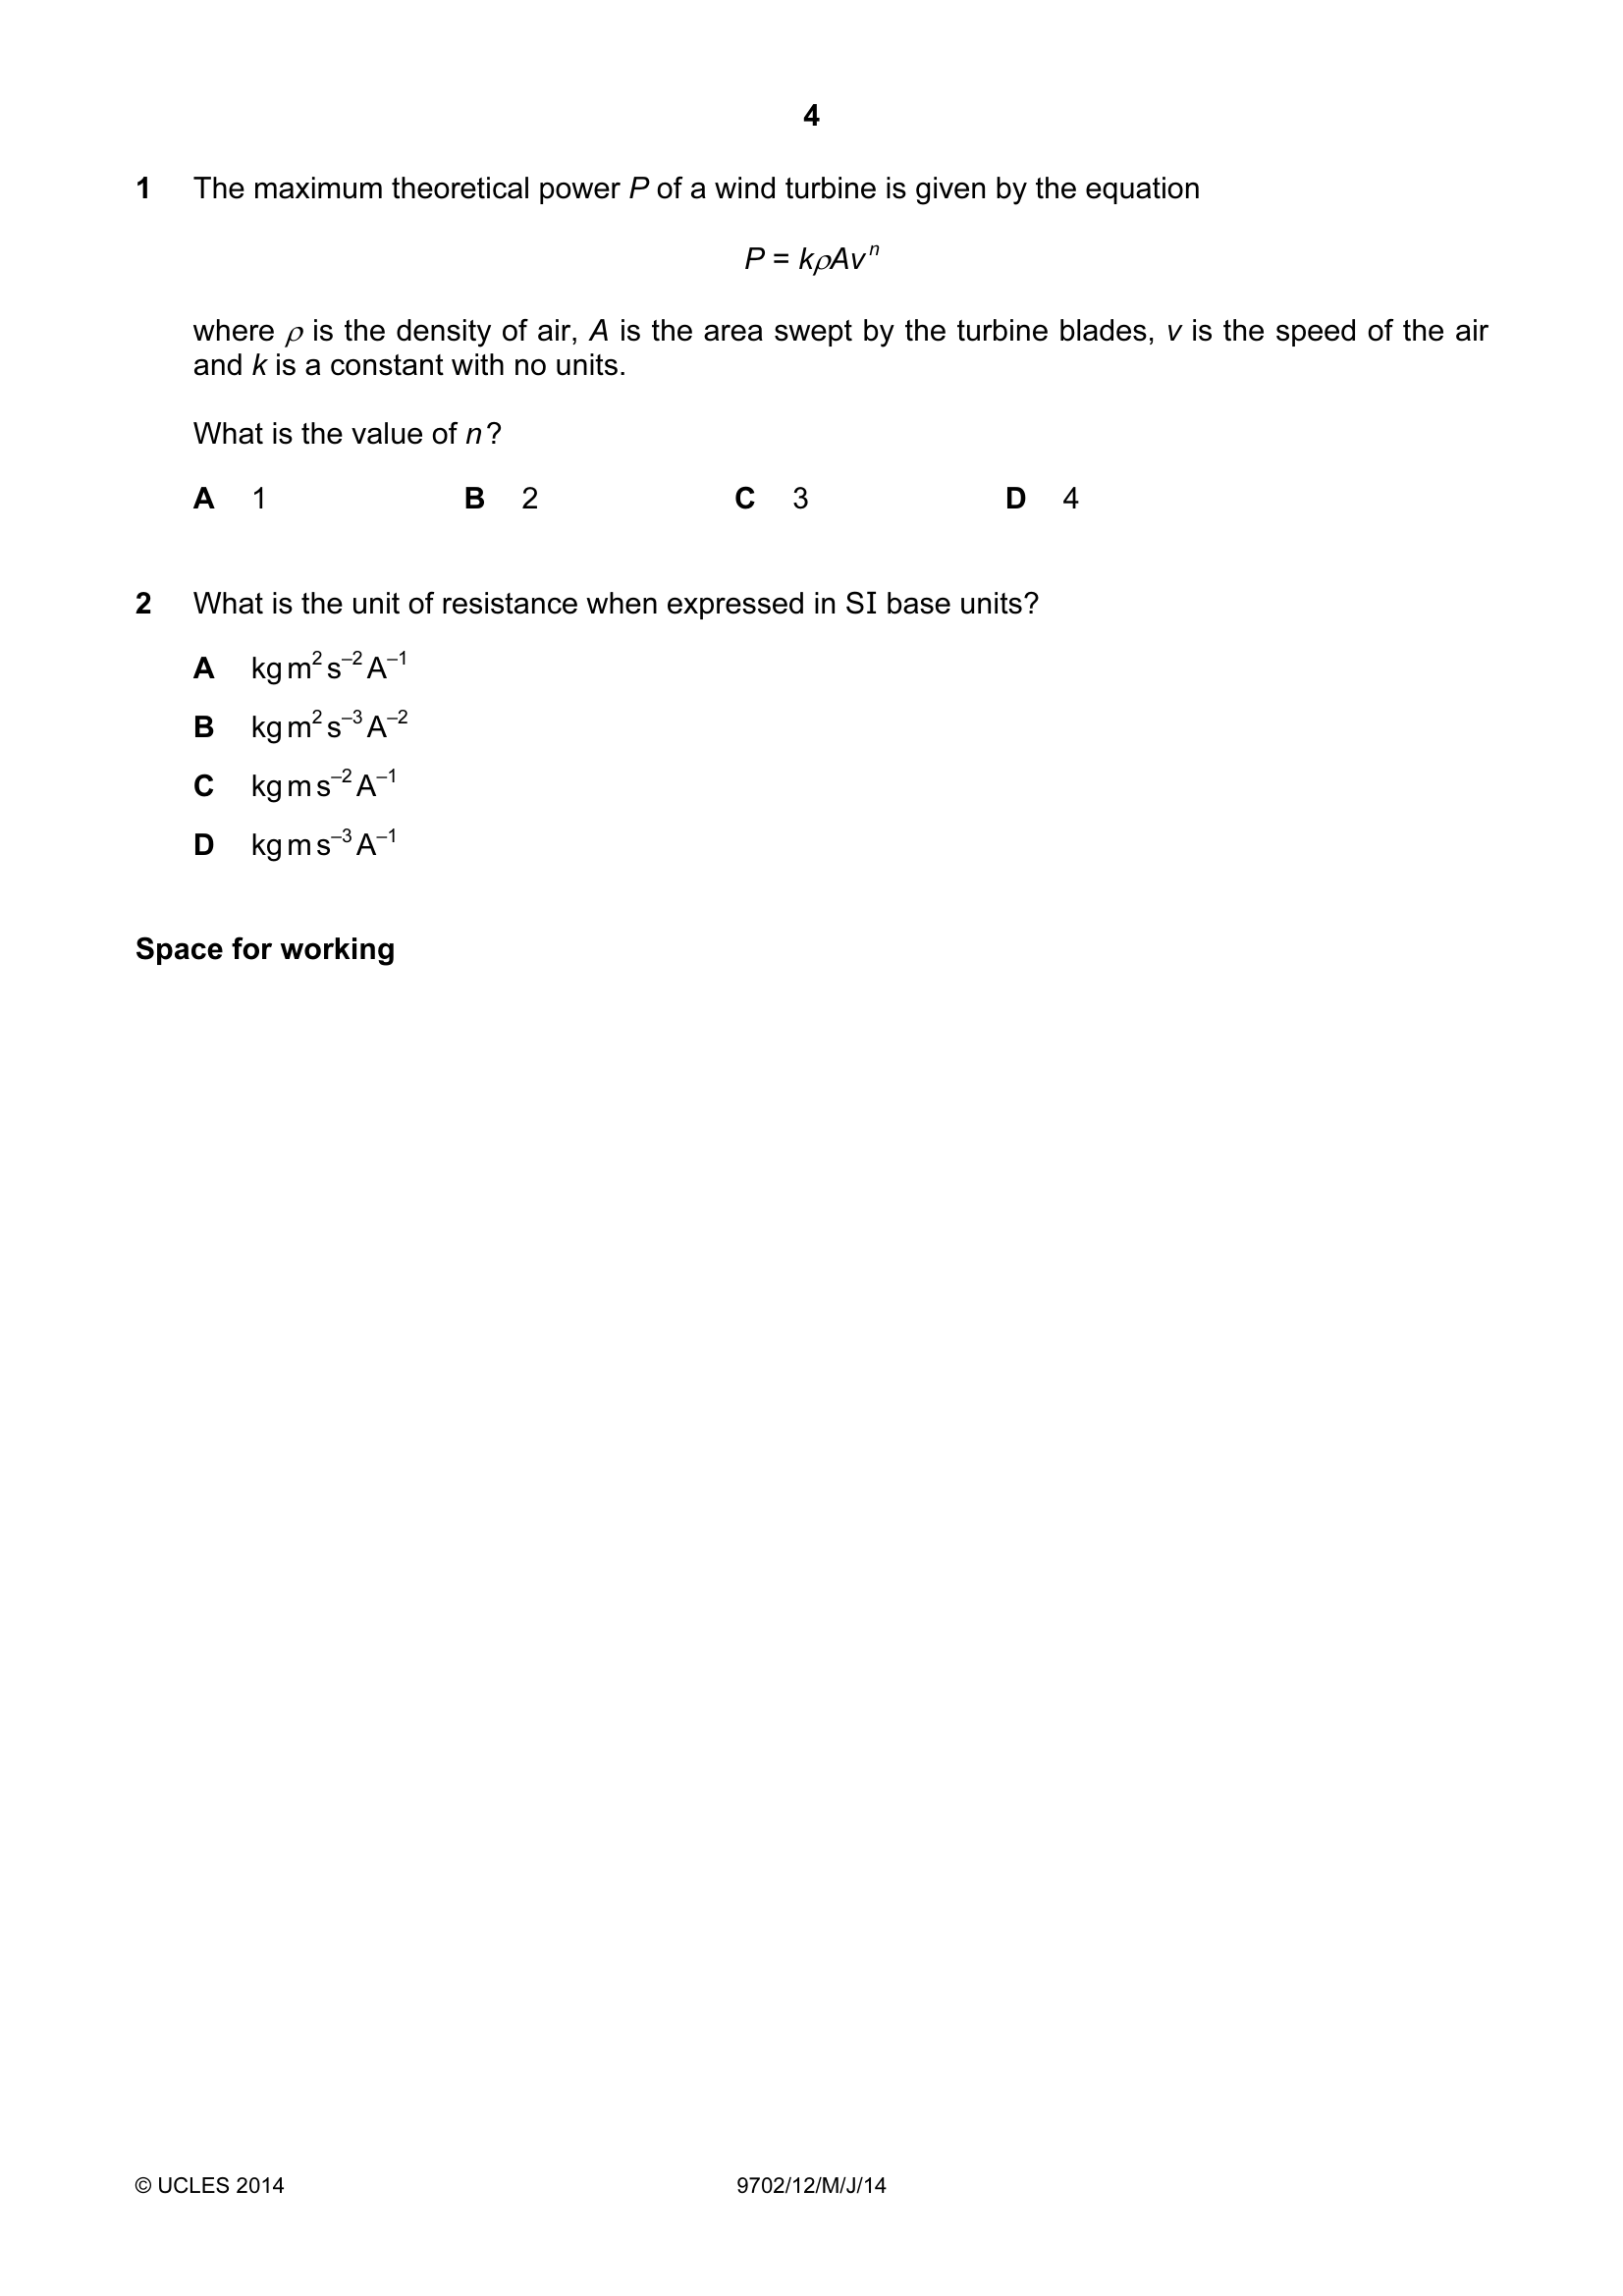 4
1 The maximum theoretical power P of a wind turbine is given by the equation
P = kρAvⁿ
where ρ is the density of air, A is the area swept by the turbine blades, v is the speed of the air
and k is a constant with no units.
What is the value of n?
A 1 B 2 C 3 D 4
2 What is the unit of resistance when expressed in SI base units?
A kg m² s⁻² A⁻¹
B kg m² s⁻³ A⁻²
C kg m s⁻² A⁻¹
D kg m s⁻³ A⁻¹
Space for working
© UCLES 2014 9702/12/M/J/14